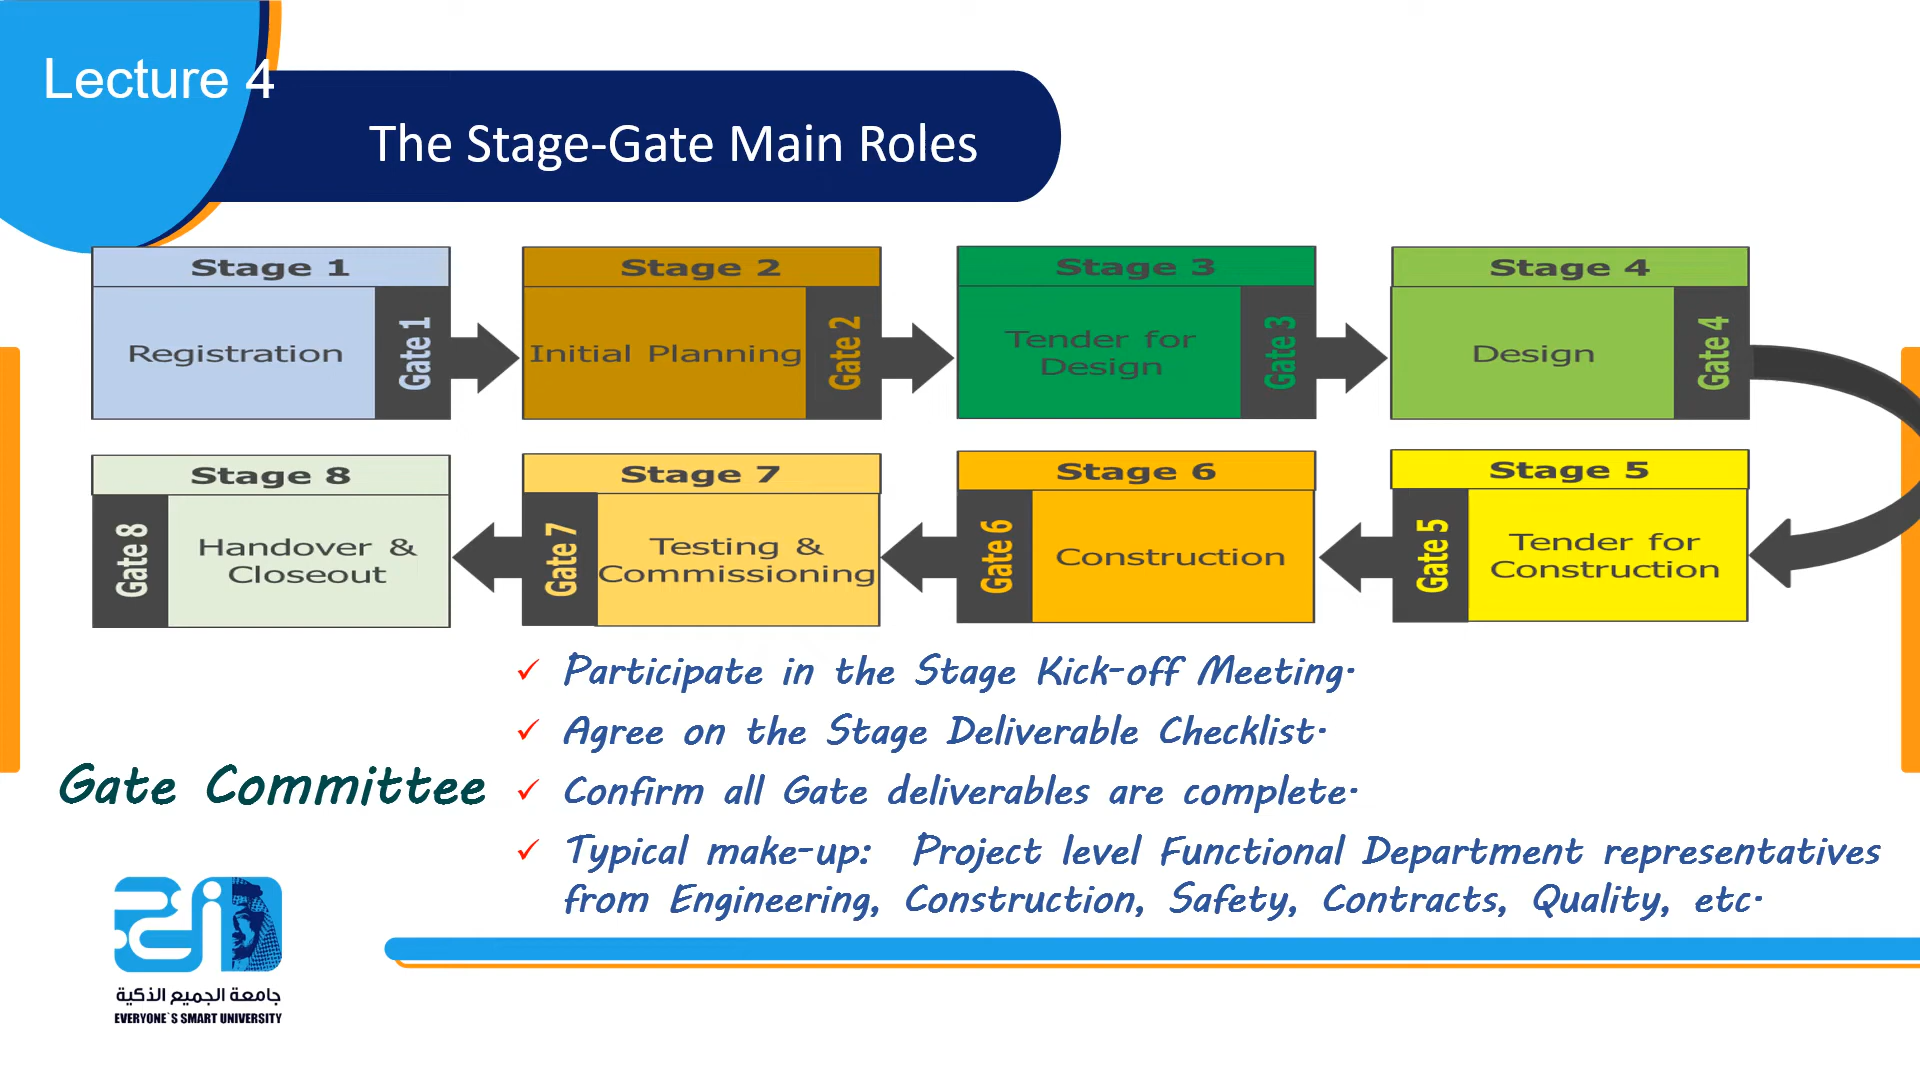 Lecture 4
The Stage-Gate Main Roles
Stage 1
Registration
Gate 1
Stage 2
Initial Planning
Gate 2
Stage 3
Tender for
Design
Gate 3
Stage 4
Design
Gate 4
Stage 5
Tender for
Construction
Gate 5
Stage 6
Construction
Gate 6
Stage 7
Testing &
Commissioning
Gate 7
Stage 8
Handover &
Closeout
Gate 8
Gate Committee
✓ Participate in the Stage Kick-off Meeting.
✓ Agree on the Stage Deliverable Checklist.
✓ Confirm all Gate deliverables are complete.
✓ Typical make-up: Project level Functional Department representatives
from Engineering, Construction, Safety, Contracts, Quality, etc.
جامعة الجميع الذكية
EVERYONE`S SMART UNIVERSITY